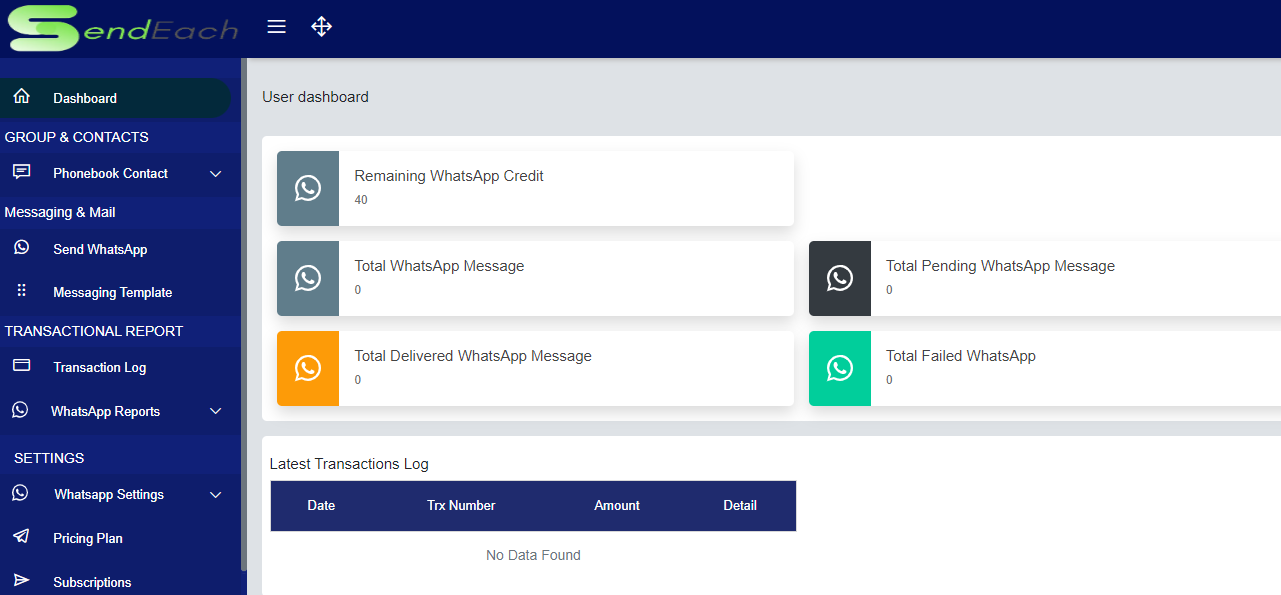 SendEach
Dashboard
GROUP & CONTACTS
Phonebook Contact
Messaging & Mail
Send WhatsApp
Messaging Template
TRANSACTIONAL REPORT
Transaction Log
WhatsApp Reports
SETTINGS
Whatsapp Settings
Pricing Plan
Subscriptions
User dashboard
Remaining WhatsApp Credit
40
Total WhatsApp Message
0
Total Pending WhatsApp Message
0
Total Delivered WhatsApp Message
0
Total Failed WhatsApp
0
Latest Transactions Log
Date Trx Number Amount Detail
No Data Found